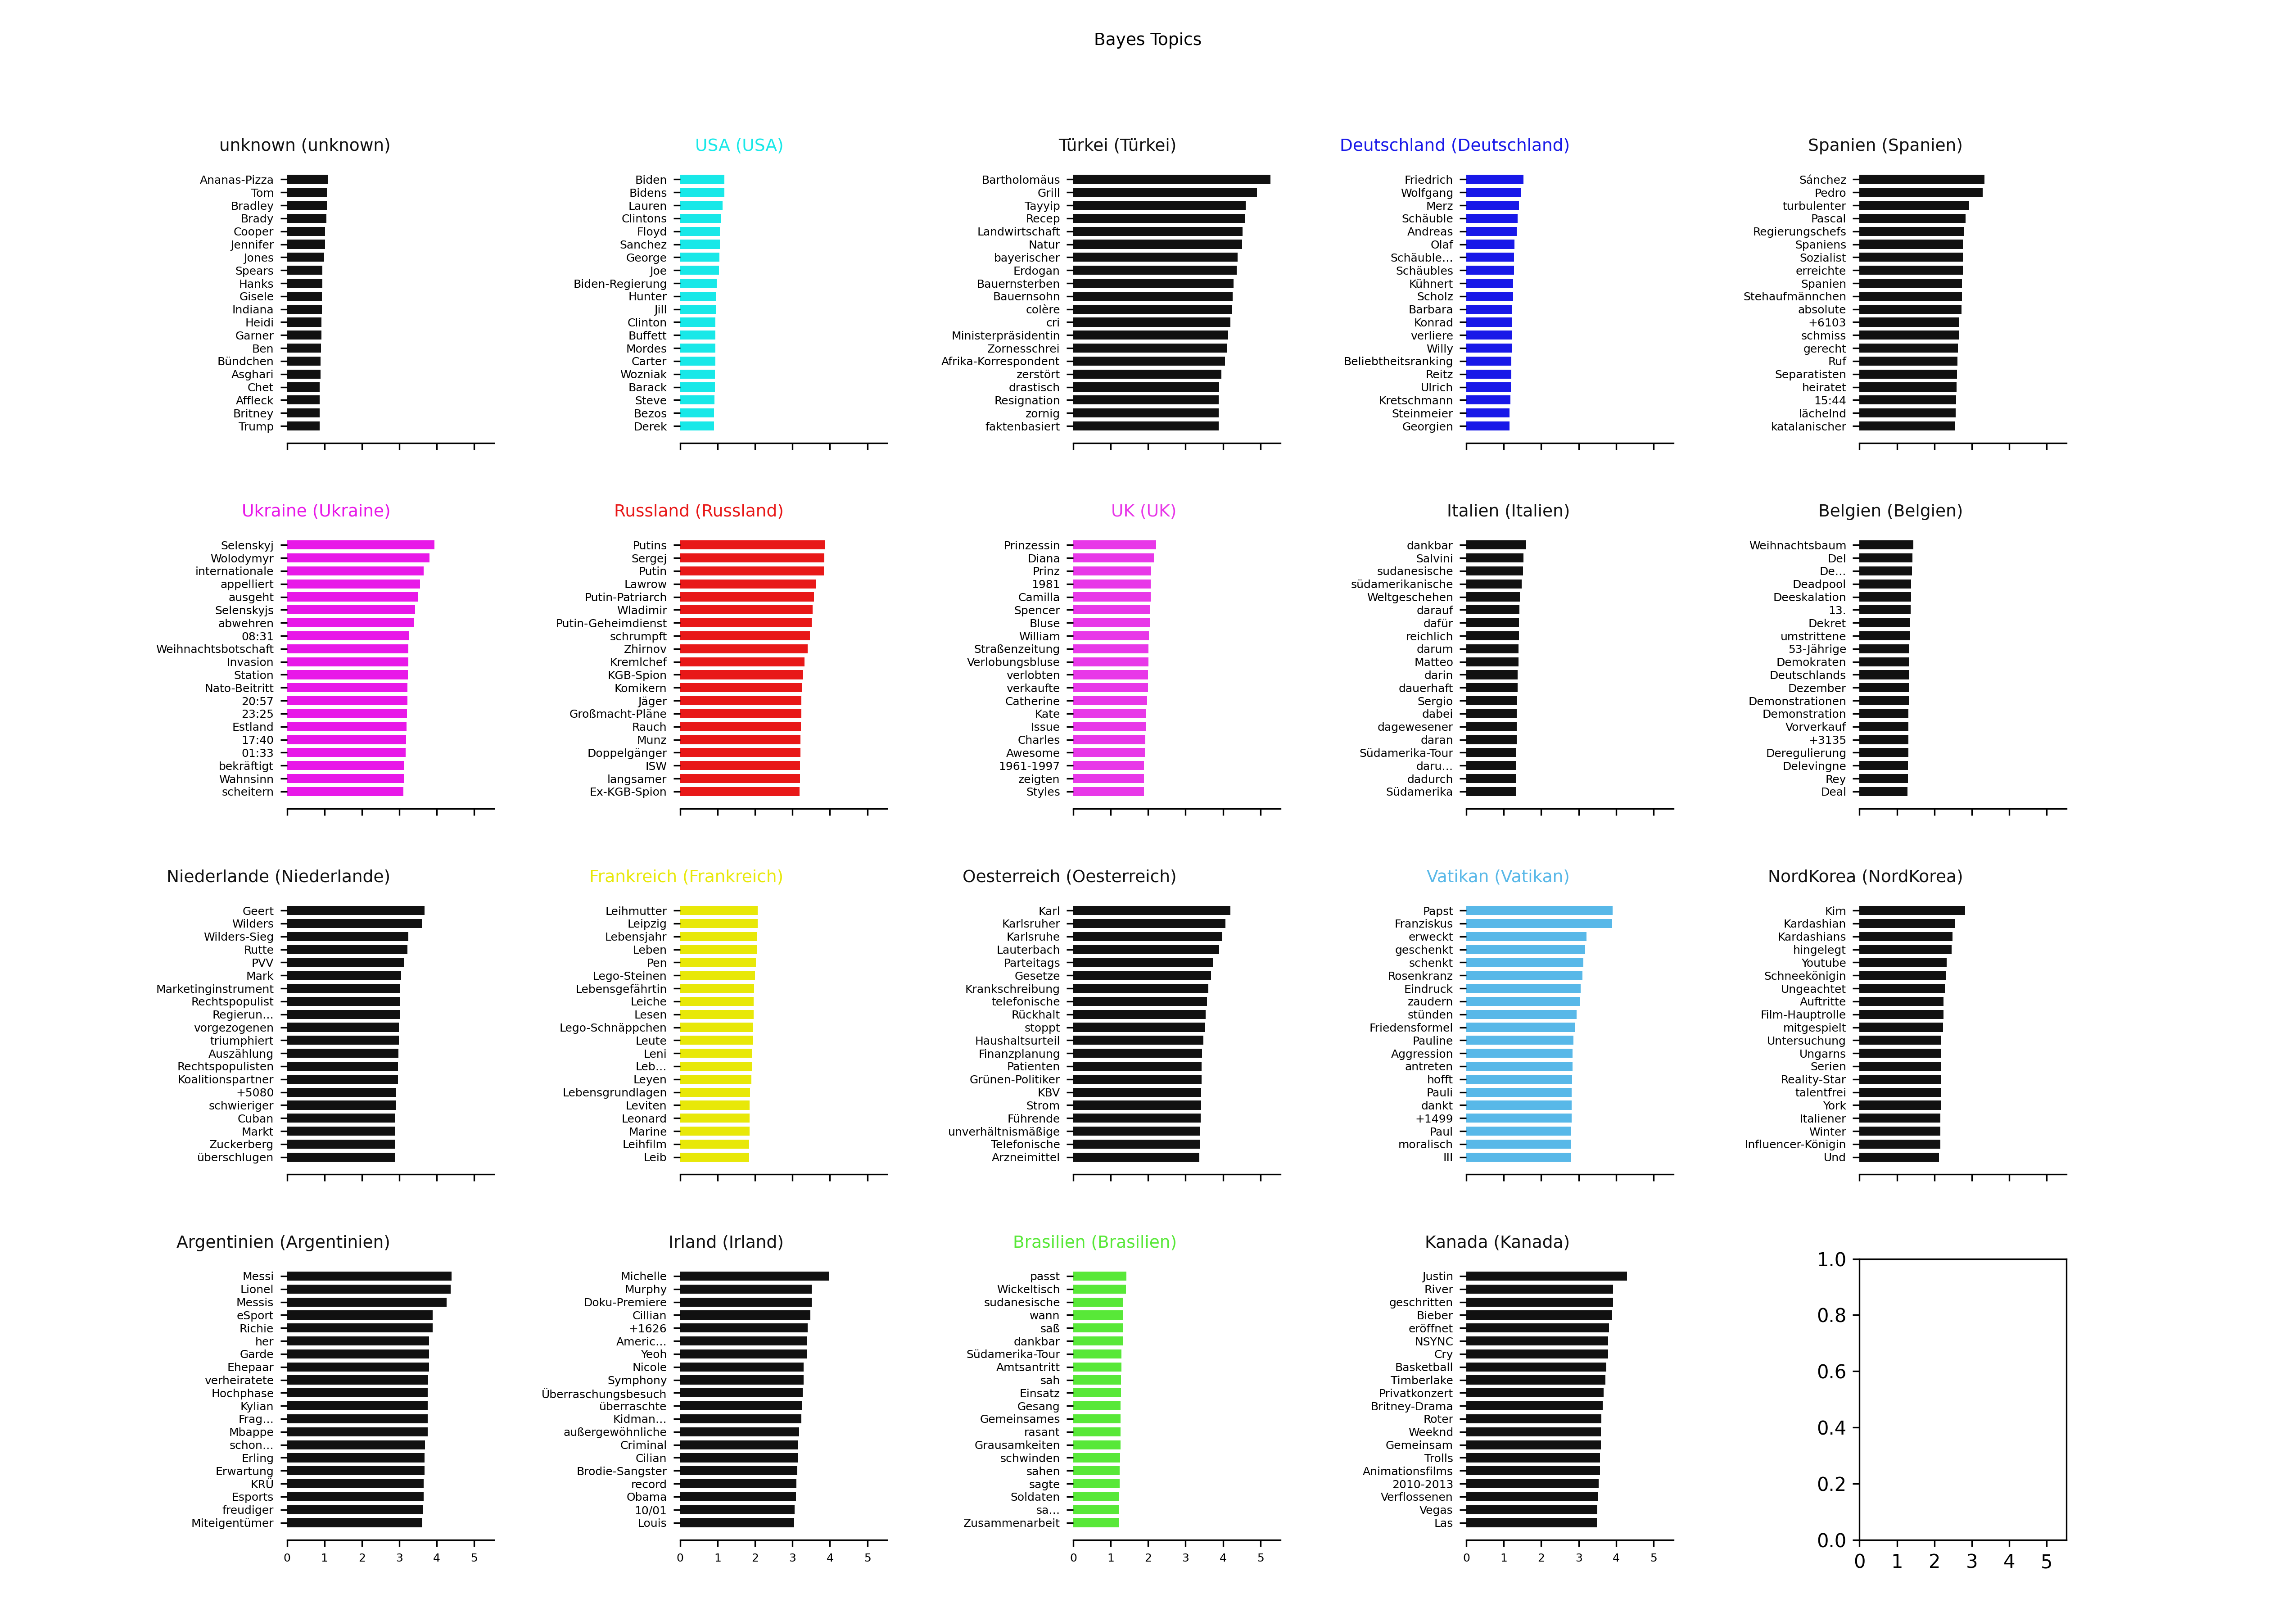 Bayes Topics
unknown (unknown)
Ananas-Pizza
Tom
Bradley
Brady
Cooper
Jennifer
Jones
Spears
Hanks
Gisele
Indiana
Heidi
Garner
Ben
Bündchen
Asghari
Chet
Affleck
Britney
Trump
USA (USA)
Biden
Bidens
Lauren
Clintons
Floyd
Sanchez
George
Joe
Biden-Regierung
Hunter
Jill
Clinton
Buffett
Mordes
Carter
Wozniak
Barack
Steve
Bezos
Derek
Türkei (Türkei)
Bartholomäus
Grill
Tayyip
Recep
Landwirtschaft
Natur
bayerischer
Erdogan
Bauernsterben
Bauernsohn
colère
cri
Ministerpräsidentin
Zornesschrei
Afrika-Korrespondent
zerstört
drastisch
Resignation
zornig
faktenbasiert
Deutschland (Deutschland)
Friedrich
Wolfgang
Merz
Schäuble
Andreas
Olaf
Schäuble…
Schäubles
Kühnert
Scholz
Barbara
Konrad
verliere
Willy
Beliebtheitsranking
Reitz
Ulrich
Kretschmann
Steinmeier
Georgien
Spanien (Spanien)
Sánchez
Pedro
turbulenter
Pascal
Regierungschefs
Spaniens
Sozialist
erreichte
Spanien
Stehaufmännchen
absolute
+6103
schmiss
gerecht
Ruf
Separatisten
heiratet
15:44
lächelnd
katalanischer
Ukraine (Ukraine)
Selenskyj
Wolodymyr
internationale
appelliert
ausgeht
Selenskyjs
abwehren
08:31
Weihnachtsbotschaft
Invasion
Station
Nato-Beitritt
20:57
23:25
Estland
17:40
01:33
bekräftigt
Wahnsinn
scheitern
Russland (Russland)
Putins
Sergej
Putin
Lawrow
Putin-Patriarch
Wladimir
Putin-Geheimdienst
schrumpft
Zhirnov
Kremlchef
KGB-Spion
Komikern
Jäger
Großmacht-Pläne
Rauch
Munz
Doppelgänger
ISW
langsamer
Ex-KGB-Spion
UK (UK)
Prinzessin
Diana
Prinz
1981
Camilla
Spencer
Bluse
William
Straßenzeitung
Verlobungsbluse
verlobten
verkaufte
Catherine
Kate
Issue
Charles
Awesome
1961-1997
zeigten
Styles
Italien (Italien)
dankbar
Salvini
sudanesische
südamerikanische
Weltgeschehen
darauf
dafür
reichlich
darum
Matteo
darin
dauerhaft
Sergio
dabei
dagewesener
daran
Südamerika-Tour
daru…
dadurch
Südamerika
Belgien (Belgien)
Weihnachtsbaum
Del
De…
Deadpool
Deeskalation
13.
Dekret
umstrittene
53-Jährige
Demokraten
Deutschlands
Dezember
Demonstrationen
Demonstration
Vorverkauf
+3135
Deregulierung
Delevingne
Rey
Deal
Niederlande (Niederlande)
Geert
Wilders
Wilders-Sieg
Rutte
PVV
Mark
Marketinginstrument
Rechtspopulist
Regierun…
vorgezogenen
triumphiert
Auszählung
Rechtspopulisten
Koalitionspartner
+5080
schwieriger
Cuban
Markt
Zuckerberg
überschlugen
Frankreich (Frankreich)
Leihmutter
Leipzig
Lebensjahr
Leben
Pen
Lego-Steinen
Lebensgefährtin
Leiche
Lesen
Lego-Schnäppchen
Leute
Leni
Leb…
Leyen
Lebensgrundlagen
Leviten
Leonard
Marine
Leihfilm
Leib
Oesterreich (Oesterreich)
Karl
Karlsruher
Karlsruhe
Lauterbach
Parteitags
Gesetze
Krankschreibung
telefonische
Rückhalt
stoppt
Haushaltsurteil
Finanzplanung
Patienten
Grünen-Politiker
KBV
Strom
Führende
unverhältnismäßige
Telefonische
Arzneimittel
Vatikan (Vatikan)
Papst
Franziskus
erweckt
geschenkt
schenkt
Rosenkranz
Eindruck
zaudern
stünden
Friedensformel
Pauline
Aggression
antreten
hofft
Pauli
dankt
+1499
Paul
moralisch
III
NordKorea (NordKorea)
Kim
Kardashian
Kardashians
hingelegt
Youtube
Schneekönigin
Ungeachtet
Auftritte
Film-Hauptrolle
mitgespielt
Untersuchung
Ungarns
Serien
Reality-Star
talentfrei
York
Italiener
Winter
Influencer-Königin
Und
Argentinien (Argentinien)
Messi
Lionel
Messis
eSport
Richie
her
Garde
Ehepaar
verheiratete
Hochphase
Kylian
Frag…
Mbappe
schon…
Erling
Erwartung
KRÜ
Esports
freudiger
Miteigentümer
0 1 2 3 4 5
Irland (Irland)
Michelle
Murphy
Doku-Premiere
Cillian
+1626
Americ…
Yeoh
Nicole
Symphony
Überraschungsbesuch
überraschte
Kidman…
außergewöhnliche
Criminal
Cilian
Brodie-Sangster
record
Obama
10/01
Louis
0 1 2 3 4 5
Brasilien (Brasilien)
passt
Wickeltisch
sudanesische
wann
saß
dankbar
Südamerika-Tour
Amtsantritt
sah
Einsatz
Gesang
Gemeinsames
rasant
Grausamkeiten
schwinden
sahen
sagte
Soldaten
sa…
Zusammenarbeit
0 1 2 3 4 5
Kanada (Kanada)
Justin
River
geschritten
Bieber
eröffnet
NSYNC
Cry
Basketball
Timberlake
Privatkonzert
Britney-Drama
Roter
Weeknd
Gemeinsam
Trolls
Animationsfilms
2010-2013
Verflossenen
Vegas
Las
0 1 2 3 4 5
1.0
0.8
0.6
0.4
0.2
0.0
0 1 2 3 4 5